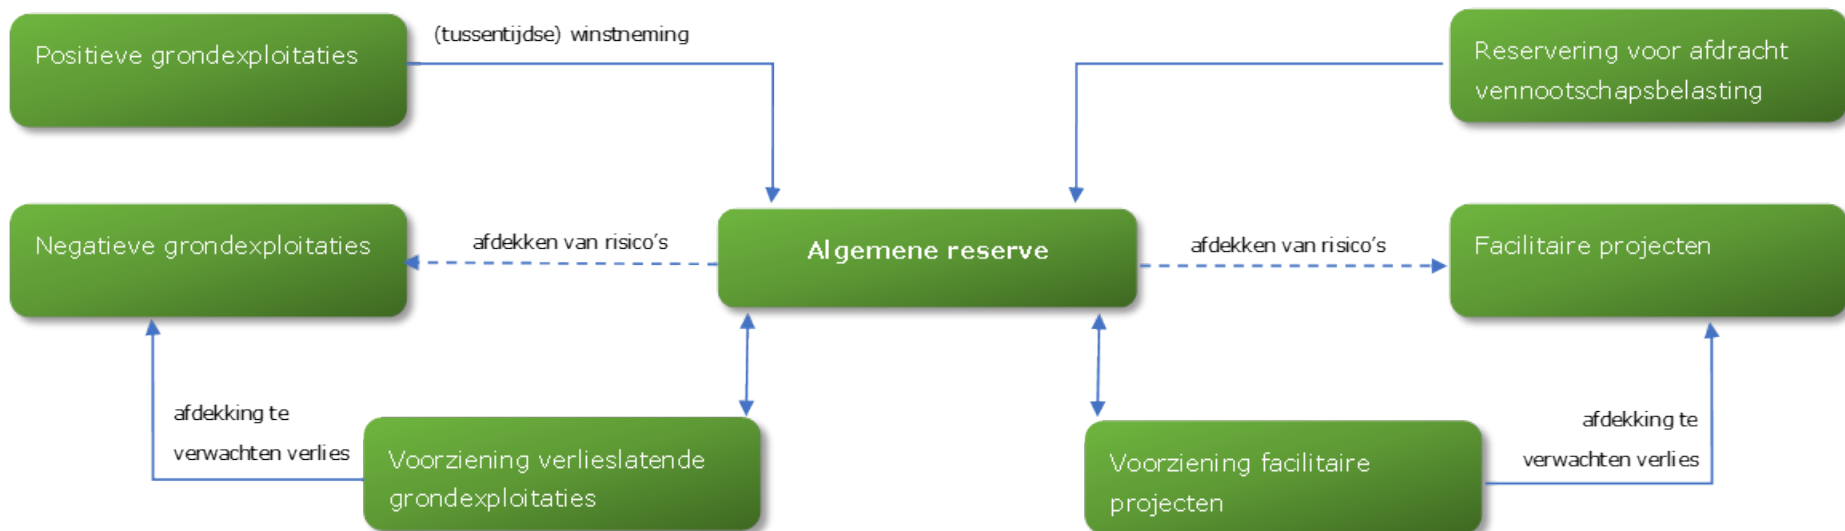 Positieve grondexploitaties
(tussentijdse) winstneming
Reservering voor afdracht
vennootschapsbelasting
Negatieve grondexploitaties
afdekken van risico's
Algemene reserve
afdekken van risico's
Facilitaire projecten
afdekking te
verwachten verlies
Voorziening verlieslatende
grondexploitaties
Voorziening facilitaire
projecten
afdekking te
verwachten verlies